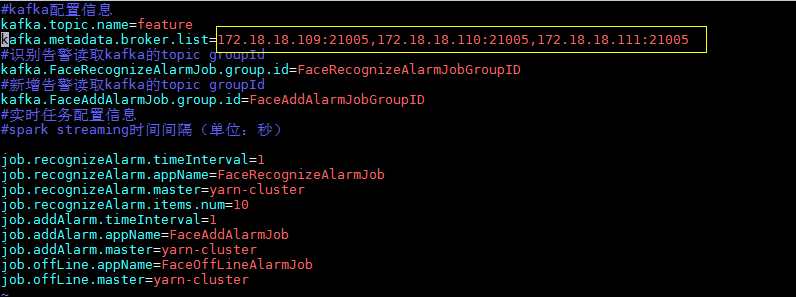 #kafka配置信息
kafka.topic.name=feature
kafka.metadata.broker.list=172.18.18.109:21005,172.18.18.110:21005,172.18.18.111:21005
#识别告警读取kafka的topic groupId
kafka.FaceRecognizeAlarmJob.group.id=FaceRecognizeAlarmJobGroupID
#新增告警读取kafka的topic groupId
kafka.FaceAddAlarmJob.group.id=FaceAddAlarmJobGroupID
#实时任务配置信息
#spark streaming时间间隔（单位：秒）
job.recognizeAlarm.timeInterval=1
job.recognizeAlarm.appName=FaceRecognizeAlarmJob
job.recognizeAlarm.master=yarn-cluster
job.recognizeAlarm.items.num=10
job.addAlarm.timeInterval=1
job.addAlarm.appName=FaceAddAlarmJob
job.addAlarm.master=yarn-cluster
job.offLine.appName=FaceOffLineAlarmJob
job.offLine.master=yarn-cluster
~